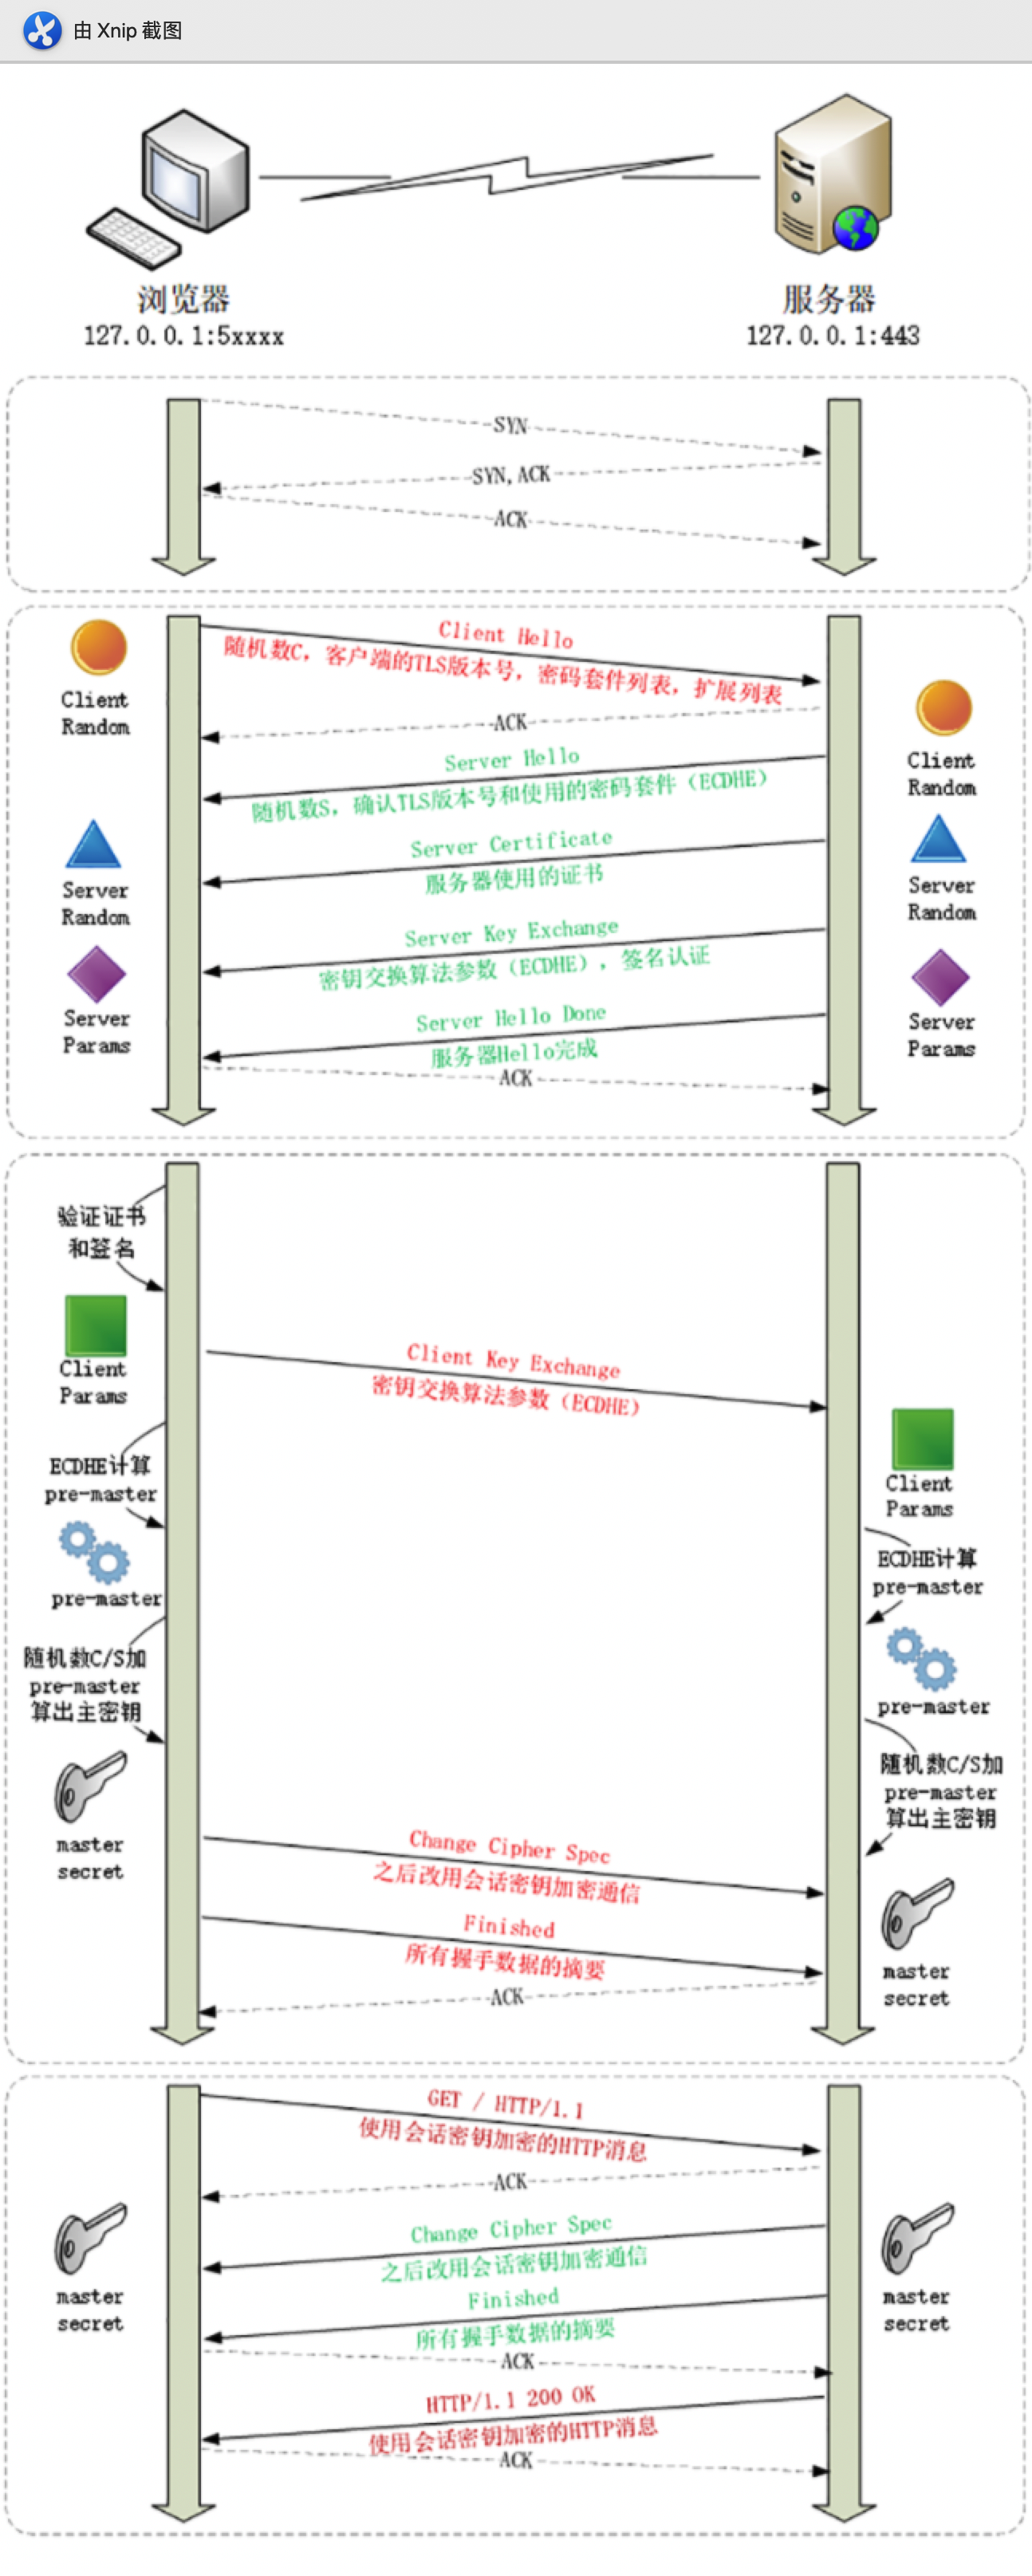 由 Xnip 截图
浏览器
127.0.0.1:5xxxx
服务器
127.0.0.1:443
SYN
SYN,ACK
ACK
Client Hello
随机数C，客户端的TLS版本号，密码套件列表，扩展列表
Client
Random
ACK
Client
Random
Server Hello
随机数S，确认TLS版本号和使用的密码套件（ECDHE）
Server Certificate
服务器使用的证书
Server
Random
Server
Random
Server Key Exchange
密钥交换算法参数（ECDHE），签名认证
Server
Params
Server
Params
Server Hello Done
服务器Hello完成
ACK
验证证书
和签名
Client
Params
Client Key Exchange
密钥交换算法参数（ECDHE）
ECDHE计算
pre-master
Client
Params
pre-master
ECDHE计算
pre-master
随机数C/S加
pre-master
算出主密钥
pre-master
随机数C/S加
pre-master
算出主密钥
master
secret
Change Cipher Spec
之后改用会话密钥加密通信
Finished
所有握手数据的摘要
ACK
master
secret
GET / HTTP/1.1
使用会话密钥加密的HTTP消息
ACK
Change Cipher Spec
之后改用会话密钥加密通信
master
secret
master
secret
Finished
所有握手数据的摘要
ACK
HTTP/1.1 200 OK
使用会话密钥加密的HTTP消息
ACK